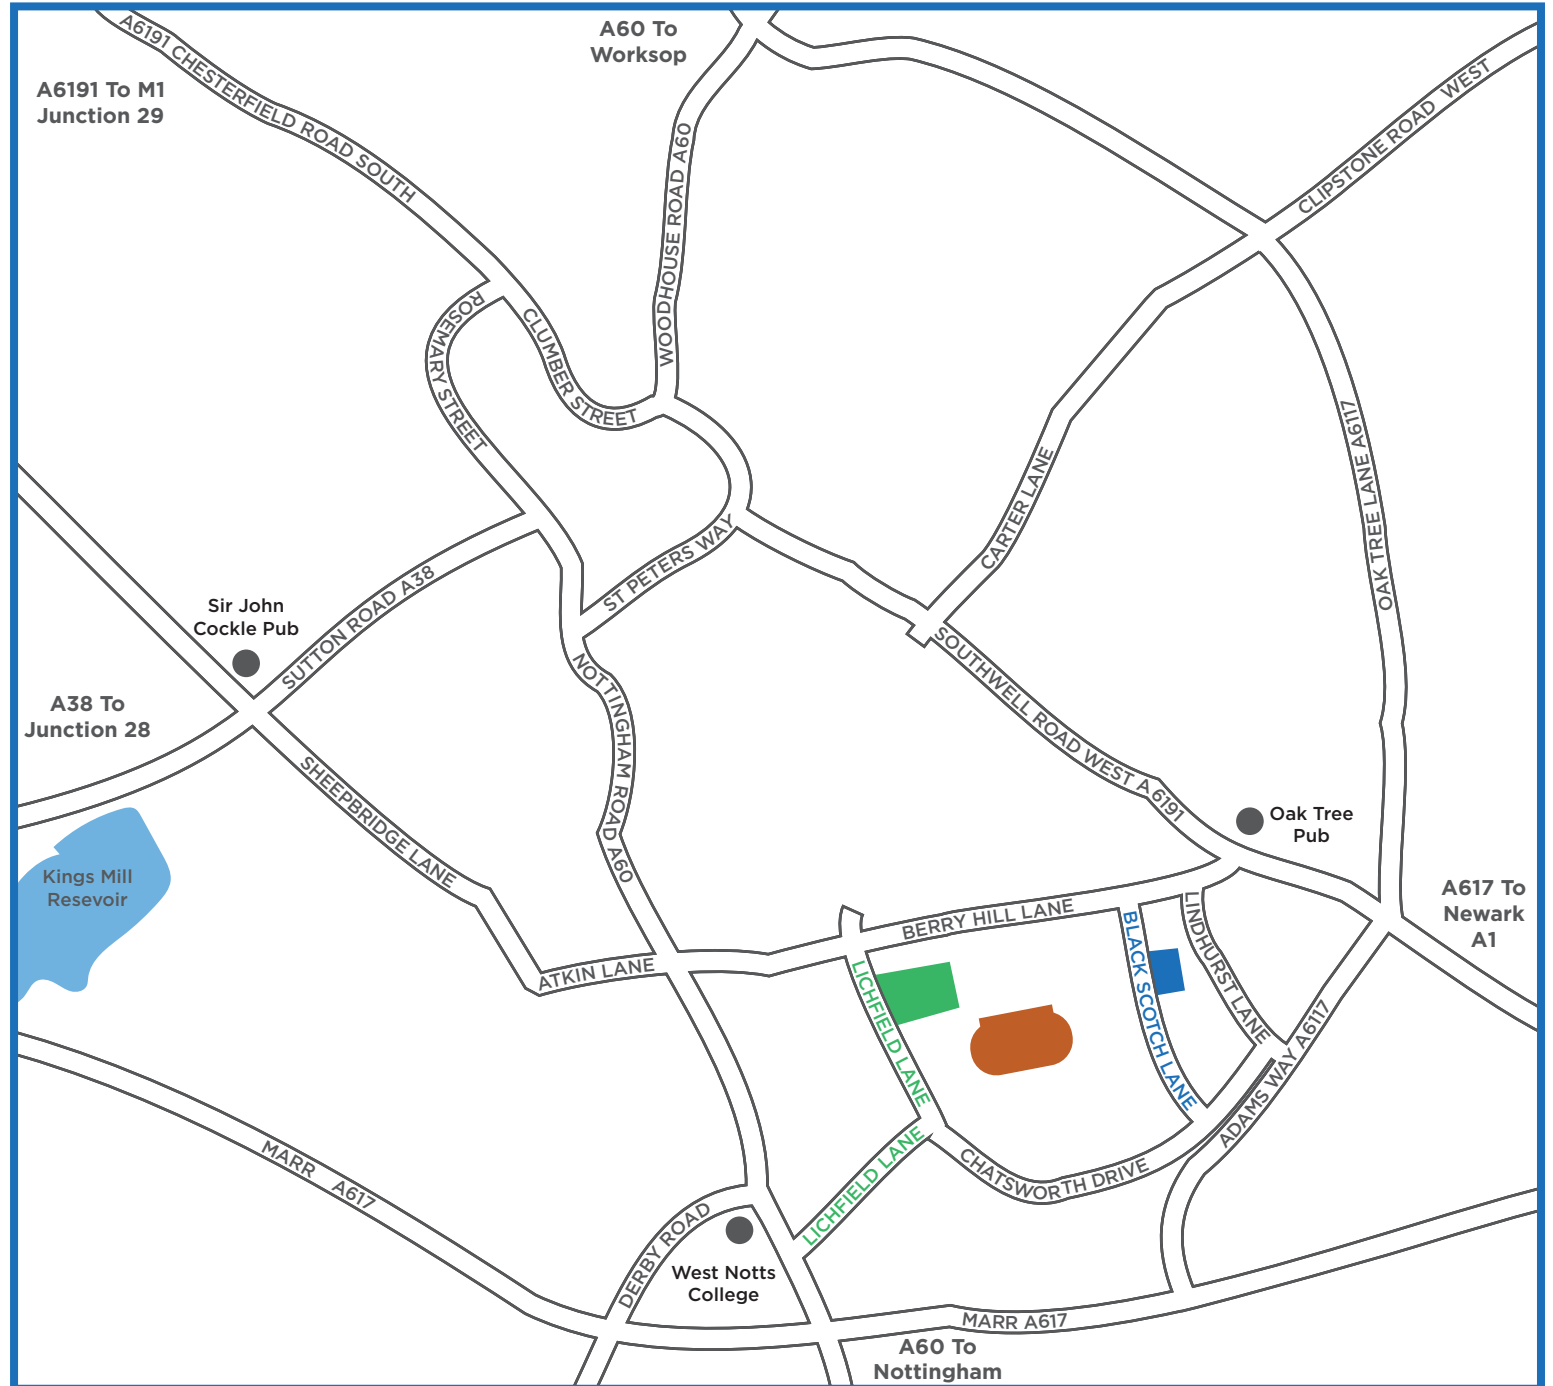 A60 To
Worksop
A6191 To M1
Junction 29
A6191 CHESTERFIELD ROAD SOUTH
CLIPSTONE ROAD WEST
WOODHOUSE ROAD A60
ROSEMARY STREET
CLUMBER STREET
OAK TREE LANE A6117
CARTER LANE
ST PETERS WAY
SUTTON ROAD A38
Sir John
Cockle Pub
SOUTHWELL ROAD WEST A 6191
NOTTINGHAM ROAD A60
A38 To
Junction 28
SHEEPBRIDGE LANE
Oak Tree
Pub
Kings Mill
Resevoir
A617 To
Newark
A1
BERRY HILL LANE
LINDHURST LANE
BLACK SCOTCH LANE
ATKIN LANE
LICHFIELD LANE
ADAMS WAY A6117
LICHFIELD LANE
CHATSWORTH DRIVE
MARR A617
DERBY ROAD
West Notts
College
MARR A617
A60 To
Nottingham